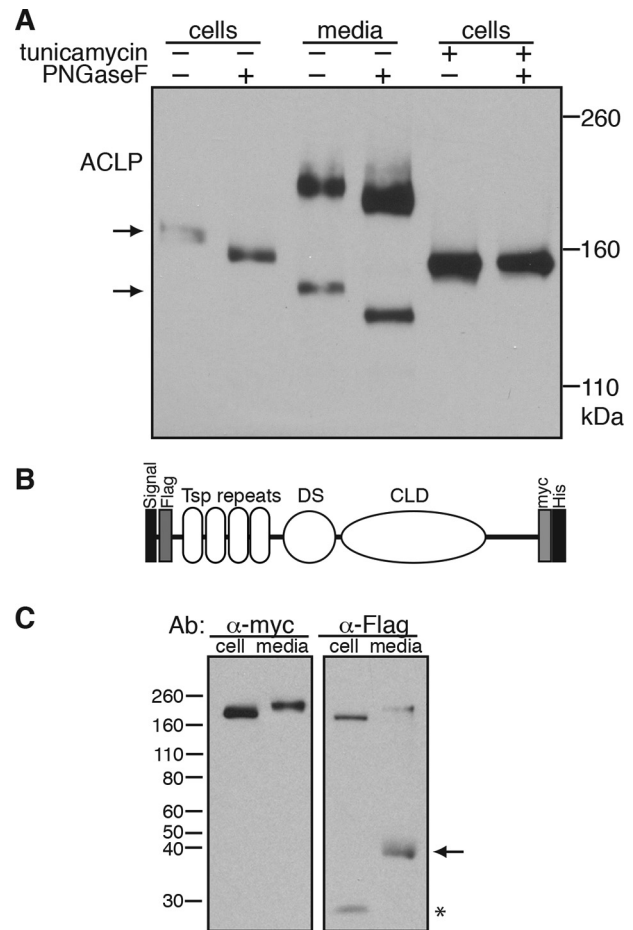 A
cells media cells
tunicamycin − − − − + +
PNGaseF − + − + − +
260
ACLP
160
110
kDa
B
Signal Flag Tsp repeats DS CLD myc His
C
Ab: α-myc α-Flag
cell media cell media
260
160
110
80
60
50
40
30
*